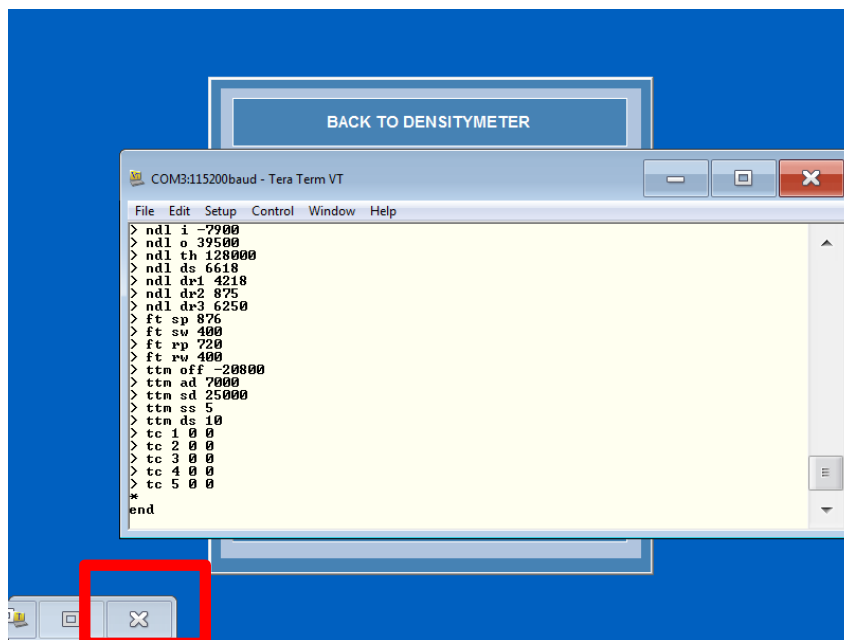 BACK TO DENSITYMETER
COM3:115200baud - Tera Term VT
File Edit Setup Control Window Help
> ndl i -7900
> ndl o 39500
> ndl th 128000
> ndl ds 6618
> ndl dr1 4218
> ndl dr2 875
> ndl dr3 6250
> ft sp 876
> ft sw 400
> ft rp 720
> ft rw 400
> ttm off -20800
> ttm ad 7000
> ttm sd 25000
> ttm ss 5
> ttm ds 10
> tc 1 0 0
> tc 2 0 0
> tc 3 0 0
> tc 4 0 0
> tc 5 0 0
*
end